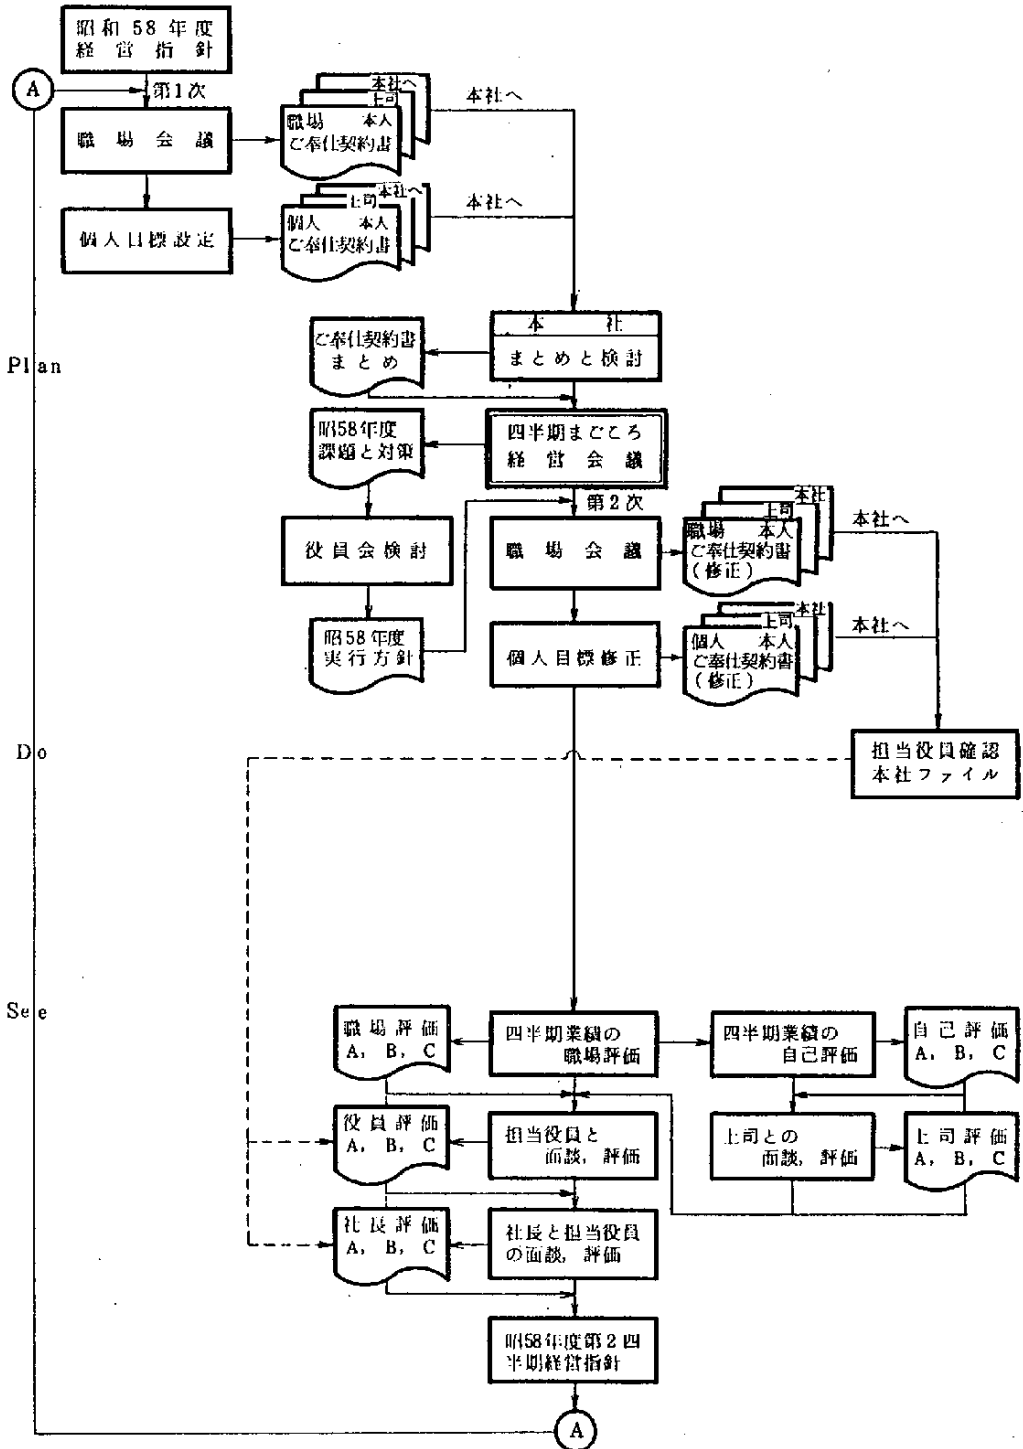 昭和58年度
経営指針
A
第1次
本社へ
上司
職場 本人
ご奉仕契約書
本社へ
職場会議
本社へ
上司
個人 本人
ご奉仕契約書
本社へ
個人目標設定
本社
まとめと検討
ご奉仕契約書
まとめ
Plan
四半期まごころ
経営会議
昭58年度
課題と対策
第2次
本社
上司
職場 本人
ご奉仕契約書
(修正)
本社へ
役員会検討
職場会議
本社
上司
個人 本人
ご奉仕契約書
(修正)
本社へ
昭58年度
実行方針
個人目標修正
Do
担当役員確認
本社ファイル
See
職場評価
A, B, C
四半期業績の
職場評価
四半期業績の
自己評価
自己評価
A, B, C
役員評価
A, B, C
担当役員と
面談, 評価
上司との
面談, 評価
上司評価
A, B, C
社長評価
A, B, C
社長と担当役員
の面談, 評価
昭58年度第2四
半期経営指針
A